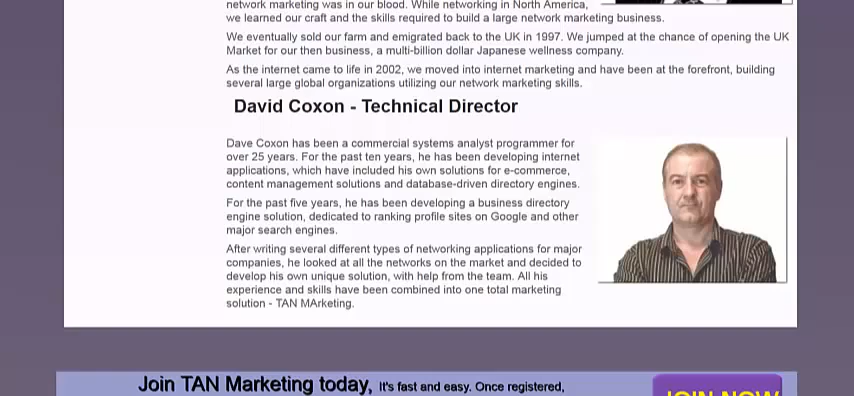 network marketing was in our blood. While networking in North America,
we learned our craft and the skills required to build a large network marketing business.
We eventually sold our farm and emigrated back to the UK in 1997. We jumped at the chance of opening the UK
Market for our then business, a multi-billion dollar Japanese wellness company.
As the internet came to life in 2002, we moved into internet marketing and have been at the forefront, building
several large global organizations utilizing our network marketing skills.
David Coxon - Technical Director
Dave Coxon has been a commercial systems analyst programmer for
over 25 years. For the past ten years, he has been developing internet
applications, which have included his own solutions for e-commerce,
content management solutions and database-driven directory engines.
For the past five years, he has been developing a business directory
engine solution, dedicated to ranking profile sites on Google and other
major search engines.
After writing several different types of networking applications for major
companies, he looked at all the networks on the market and decided to
develop his own unique solution, with help from the team. All his
experience and skills have been combined into one total marketing
solution - TAN MArketing.
Join TAN Marketing today, It's fast and easy. Once registered,
JOIN NOW